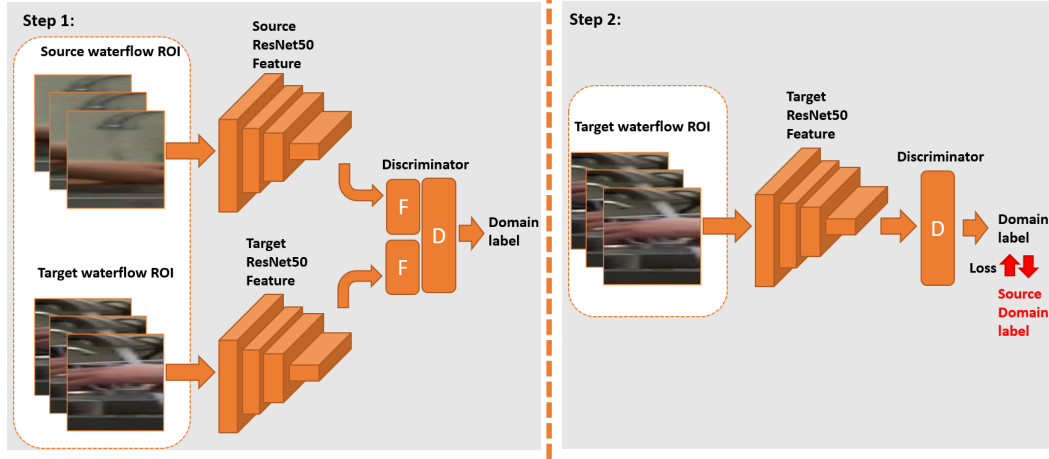 Step 1:
Source waterflow ROI
Source
ResNet50
Feature
Discriminator
F
F
D
Domain
label
Target waterflow ROI
Target
ResNet50
Feature
Step 2:
Target waterflow ROI
Target
ResNet50
Feature
Discriminator
D
Domain
label
Loss
Source
Domain
label